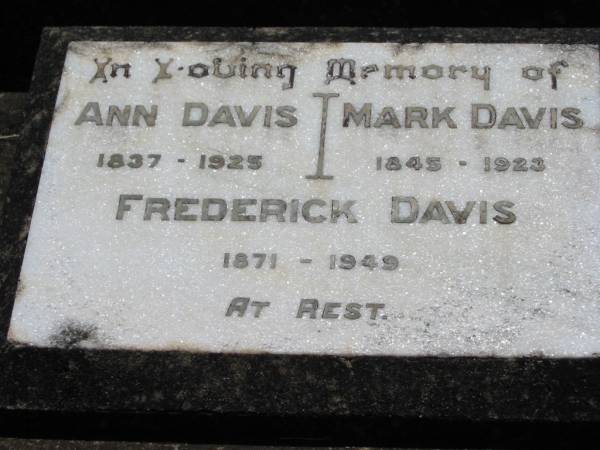 In Loving Memory of
ANN DAVIS MARK DAVIS
1837 - 1925 1845 - 1923
FREDERICK DAVIS
1871 - 1949
AT REST.